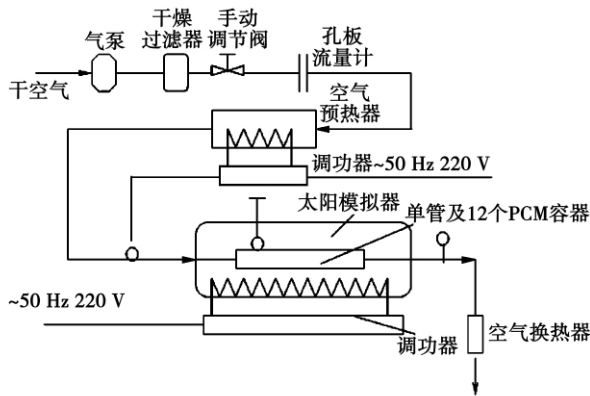 干燥
过滤器
手动
调节阀
气泵
孔板
流量计
干空气
空气
预热器
调功器~50 Hz 220 V
太阳模拟器
单管及12个PCM容器
~50 Hz 220 V
调功器
空气换热器